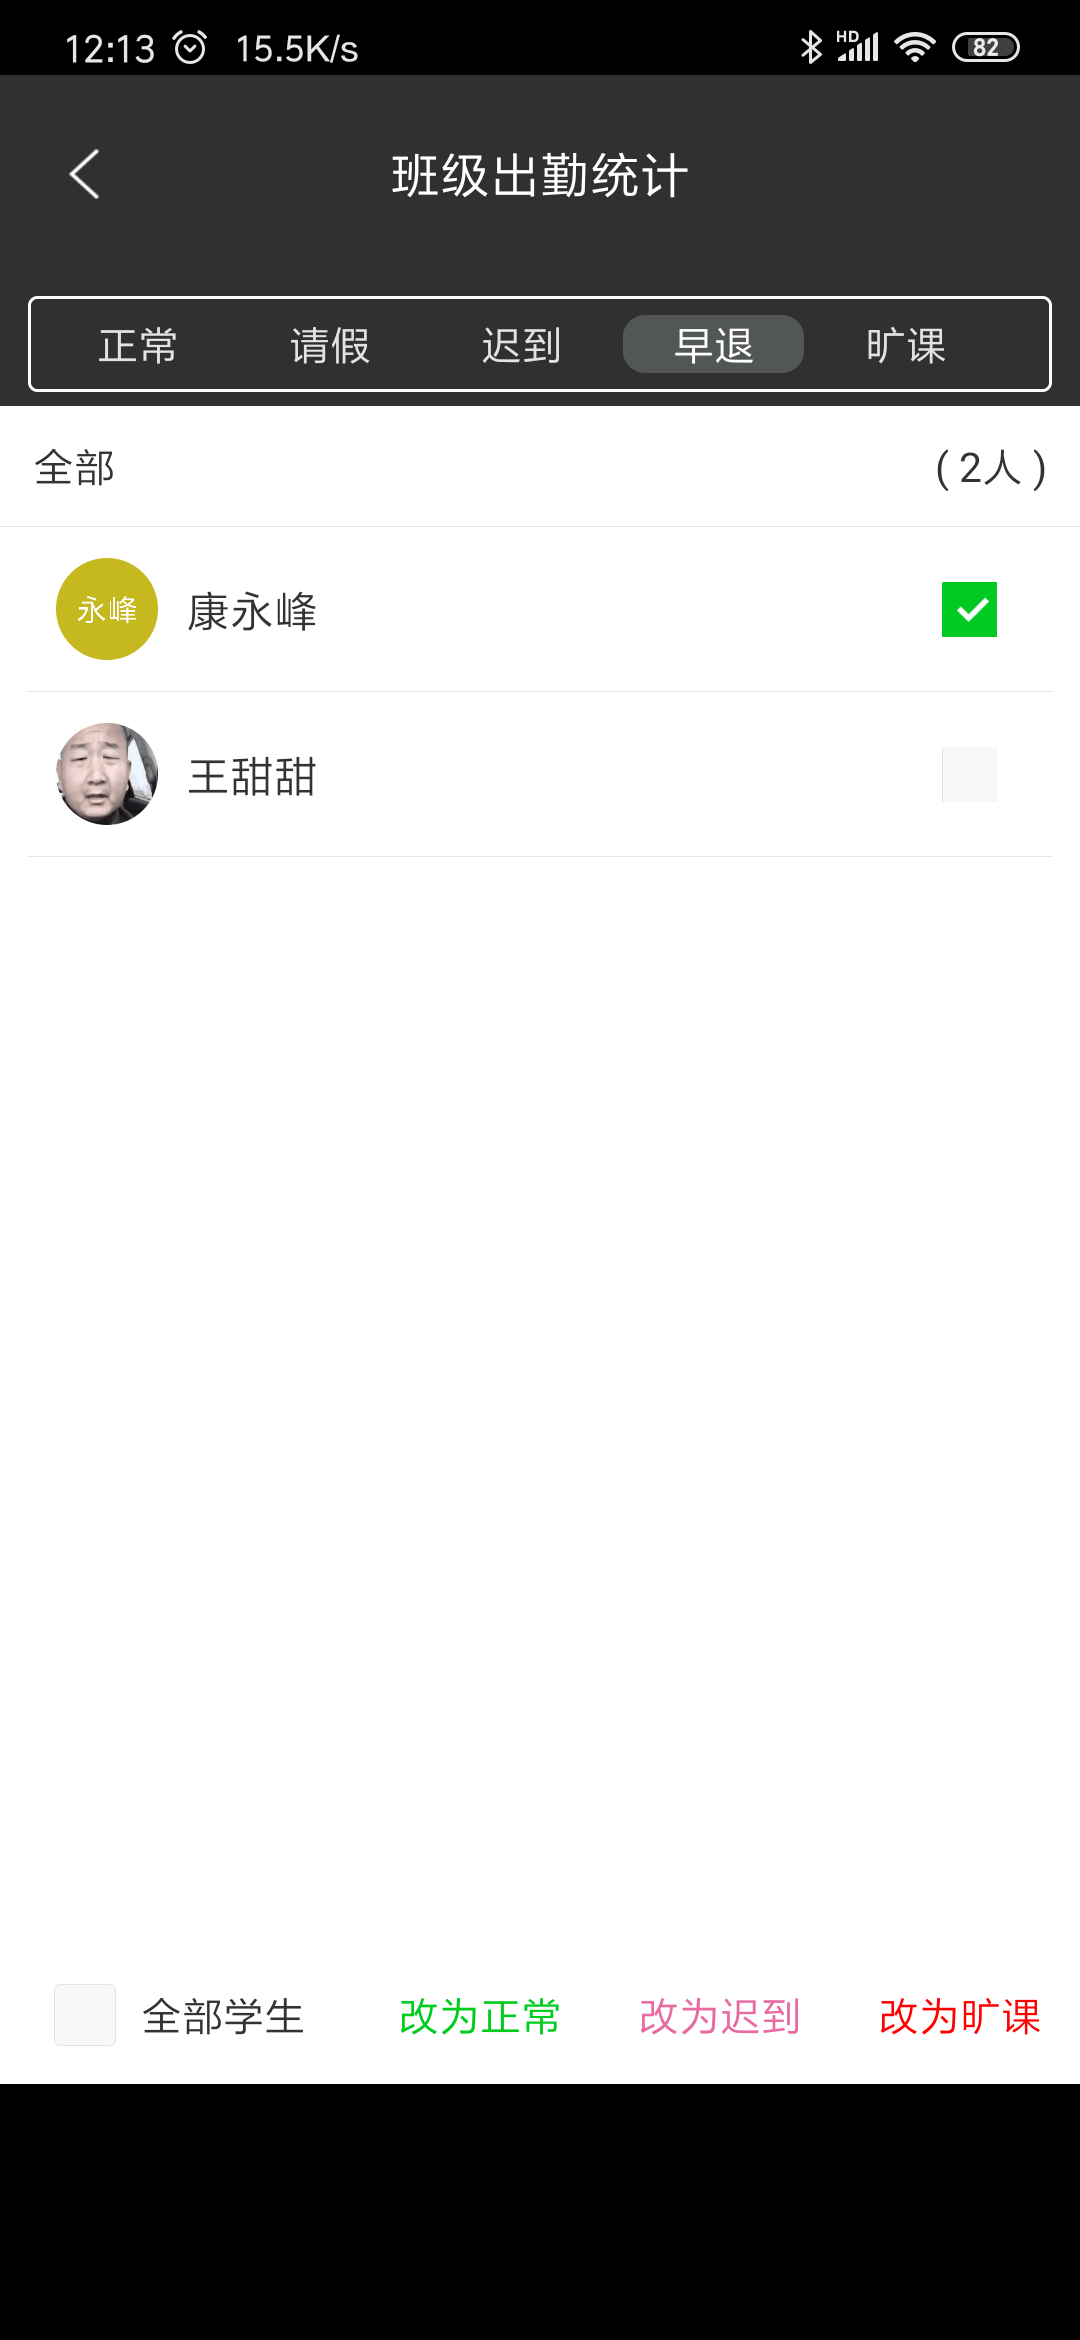 12:13 15.5K/s HD 82
班级出勤统计
正常 请假 迟到 早退 旷课
全部 ( 2人 )
永峰 康永峰
王甜甜
全部学生 改为正常 改为迟到 改为旷课